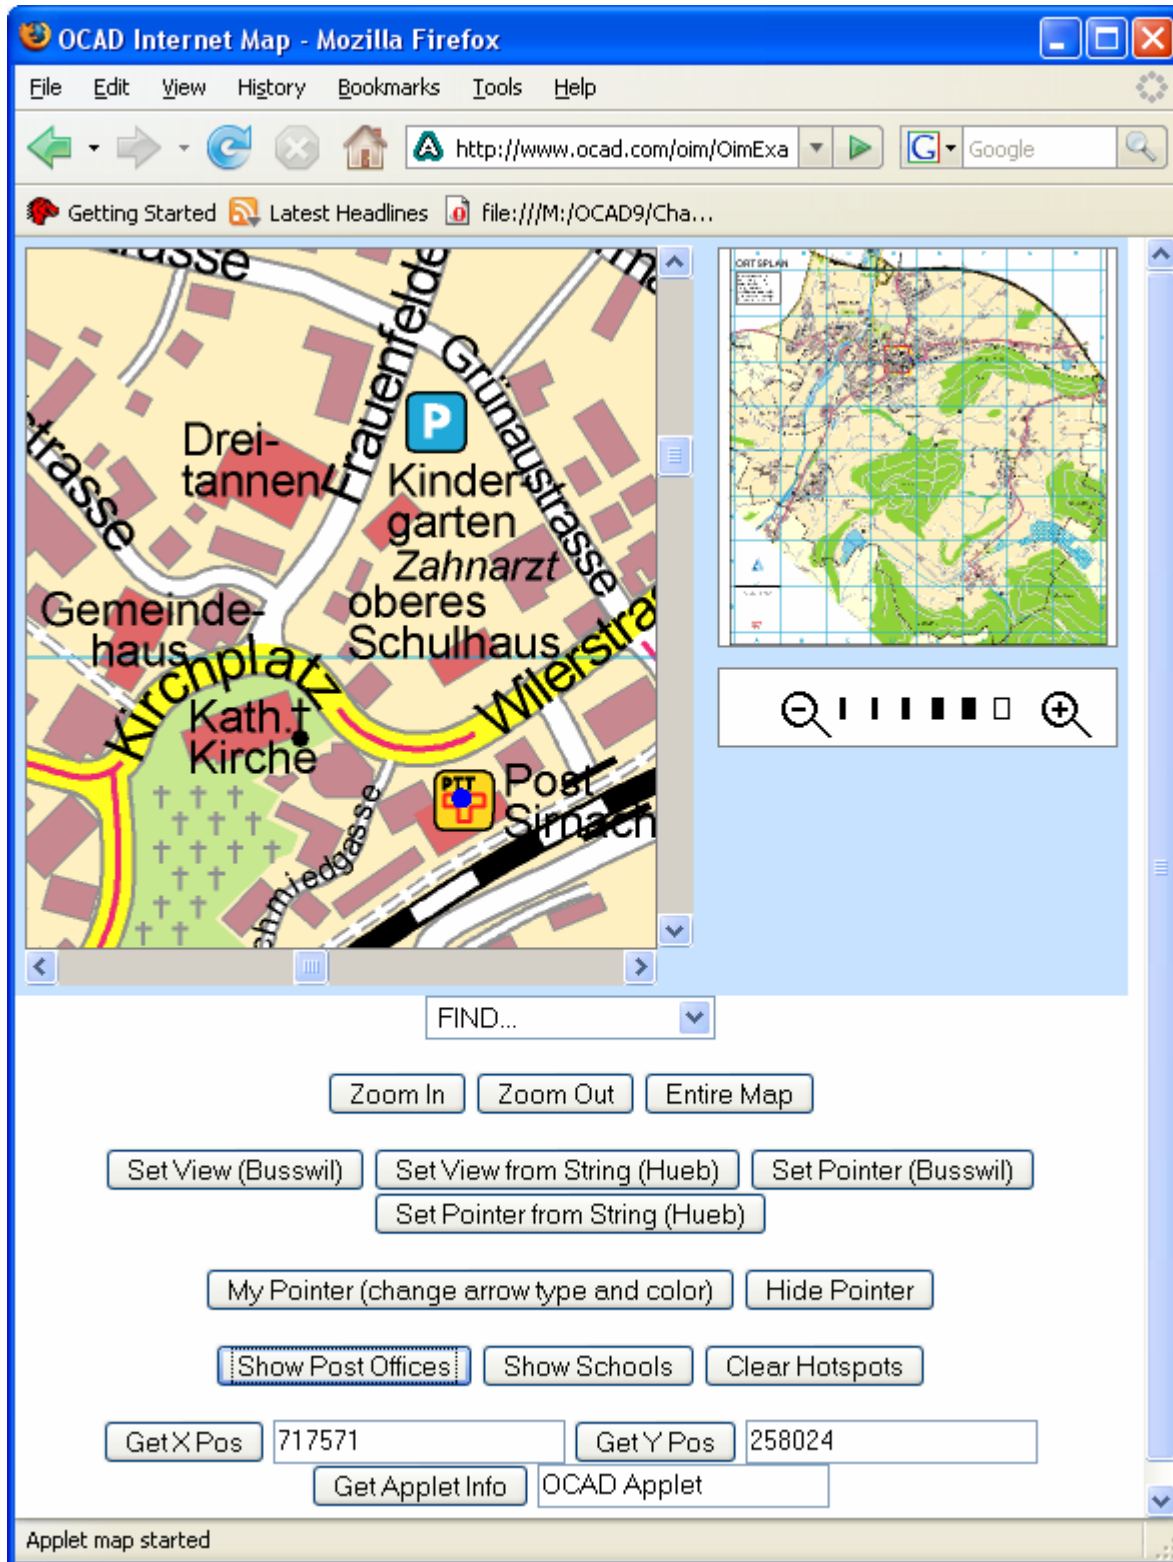 OCAD Internet Map - Mozilla Firefox
File Edit View History Bookmarks Tools Help
http://www.ocad.com/oim/OimExa
G Google
Getting Started Latest Headlines file:///M:/OCAD9/Cha...
rasse
Frauenfelde
Grünaustrasse
strasse
P
Drei-
tannen
Kinder-
garten
Zahnarzt
oberes
Schulhaus
Gemeinde-
haus
Kirchplatz
Wilerstra
Kath.
Kirche
PTT
Post
Sirnach
chmiedgasse
ORTSPLAN
FIND...
Zoom In Zoom Out Entire Map
Set View (Busswil) Set View from String (Hueb) Set Pointer (Busswil)
Set Pointer from String (Hueb)
My Pointer (change arrow type and color) Hide Pointer
Show Post Offices Show Schools Clear Hotspots
Get X Pos 717571 Get Y Pos 258024
Get Applet Info OCAD Applet
Applet map started